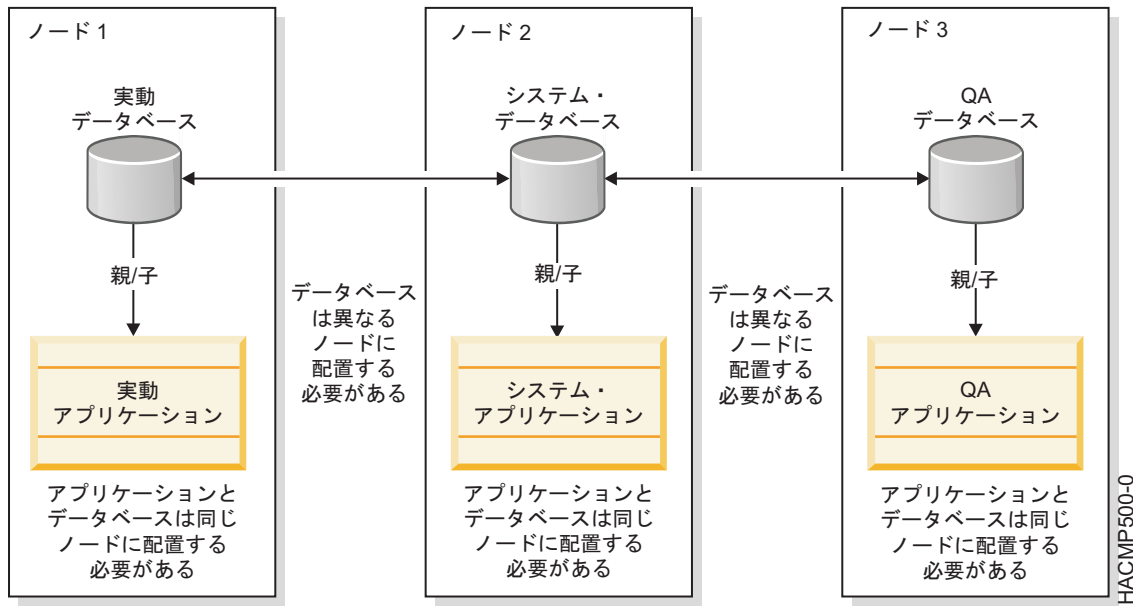 ノード 1
実動
データベース
親/子
実動
アプリケーション
アプリケーションと
データベースは同じ
ノードに配置する
必要がある
データベース
は異なる
ノードに
配置する
必要がある
ノード 2
システム・
データベース
親/子
システム・
アプリケーション
アプリケーションと
データベースは同じ
ノードに配置する
必要がある
データベース
は異なる
ノードに
配置する
必要がある
ノード 3
QA
データベース
親/子
QA
アプリケーション
アプリケーションと
データベースは同じ
ノードに配置する
必要がある
HACMP500-0